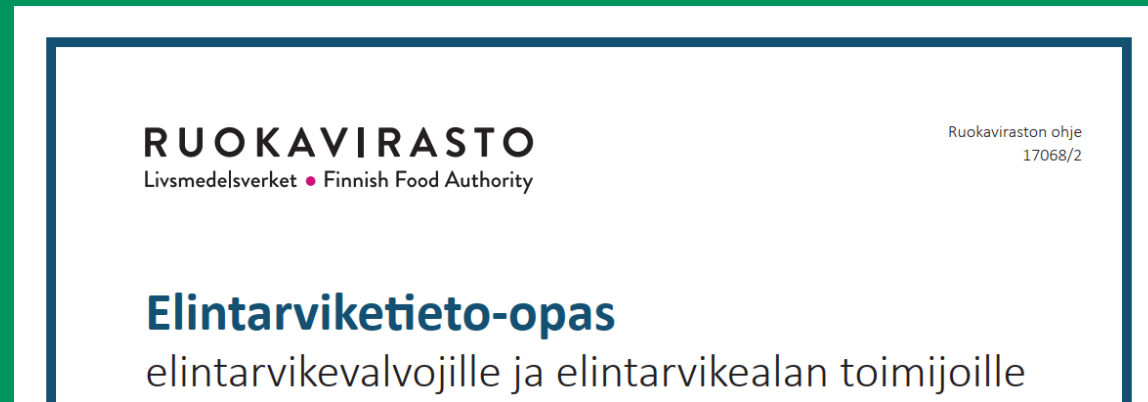 RUOKAVIRASTO
Livsmedelsverket • Finnish Food Authority
Ruokaviraston ohje
17068/2
Elintarviketieto-opas
elintarvikevalvojille ja elintarvikealan toimijoille